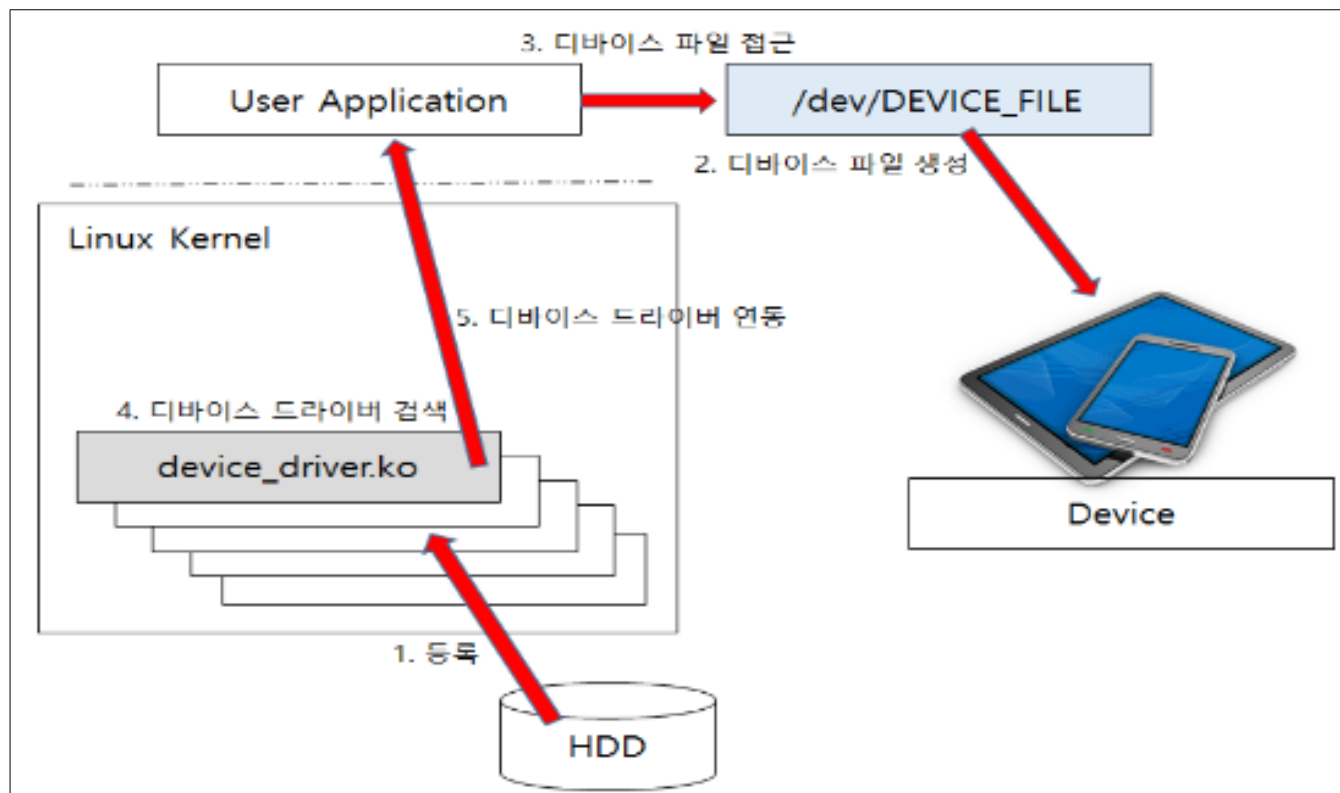 3. 디바이스 파일 접근
User Application
/dev/DEVICE_FILE
2. 디바이스 파일 생성
Linux Kernel
5. 디바이스 드라이버 연동
4. 디바이스 드라이버 검색
device_driver.ko
Device
1. 등록
HDD